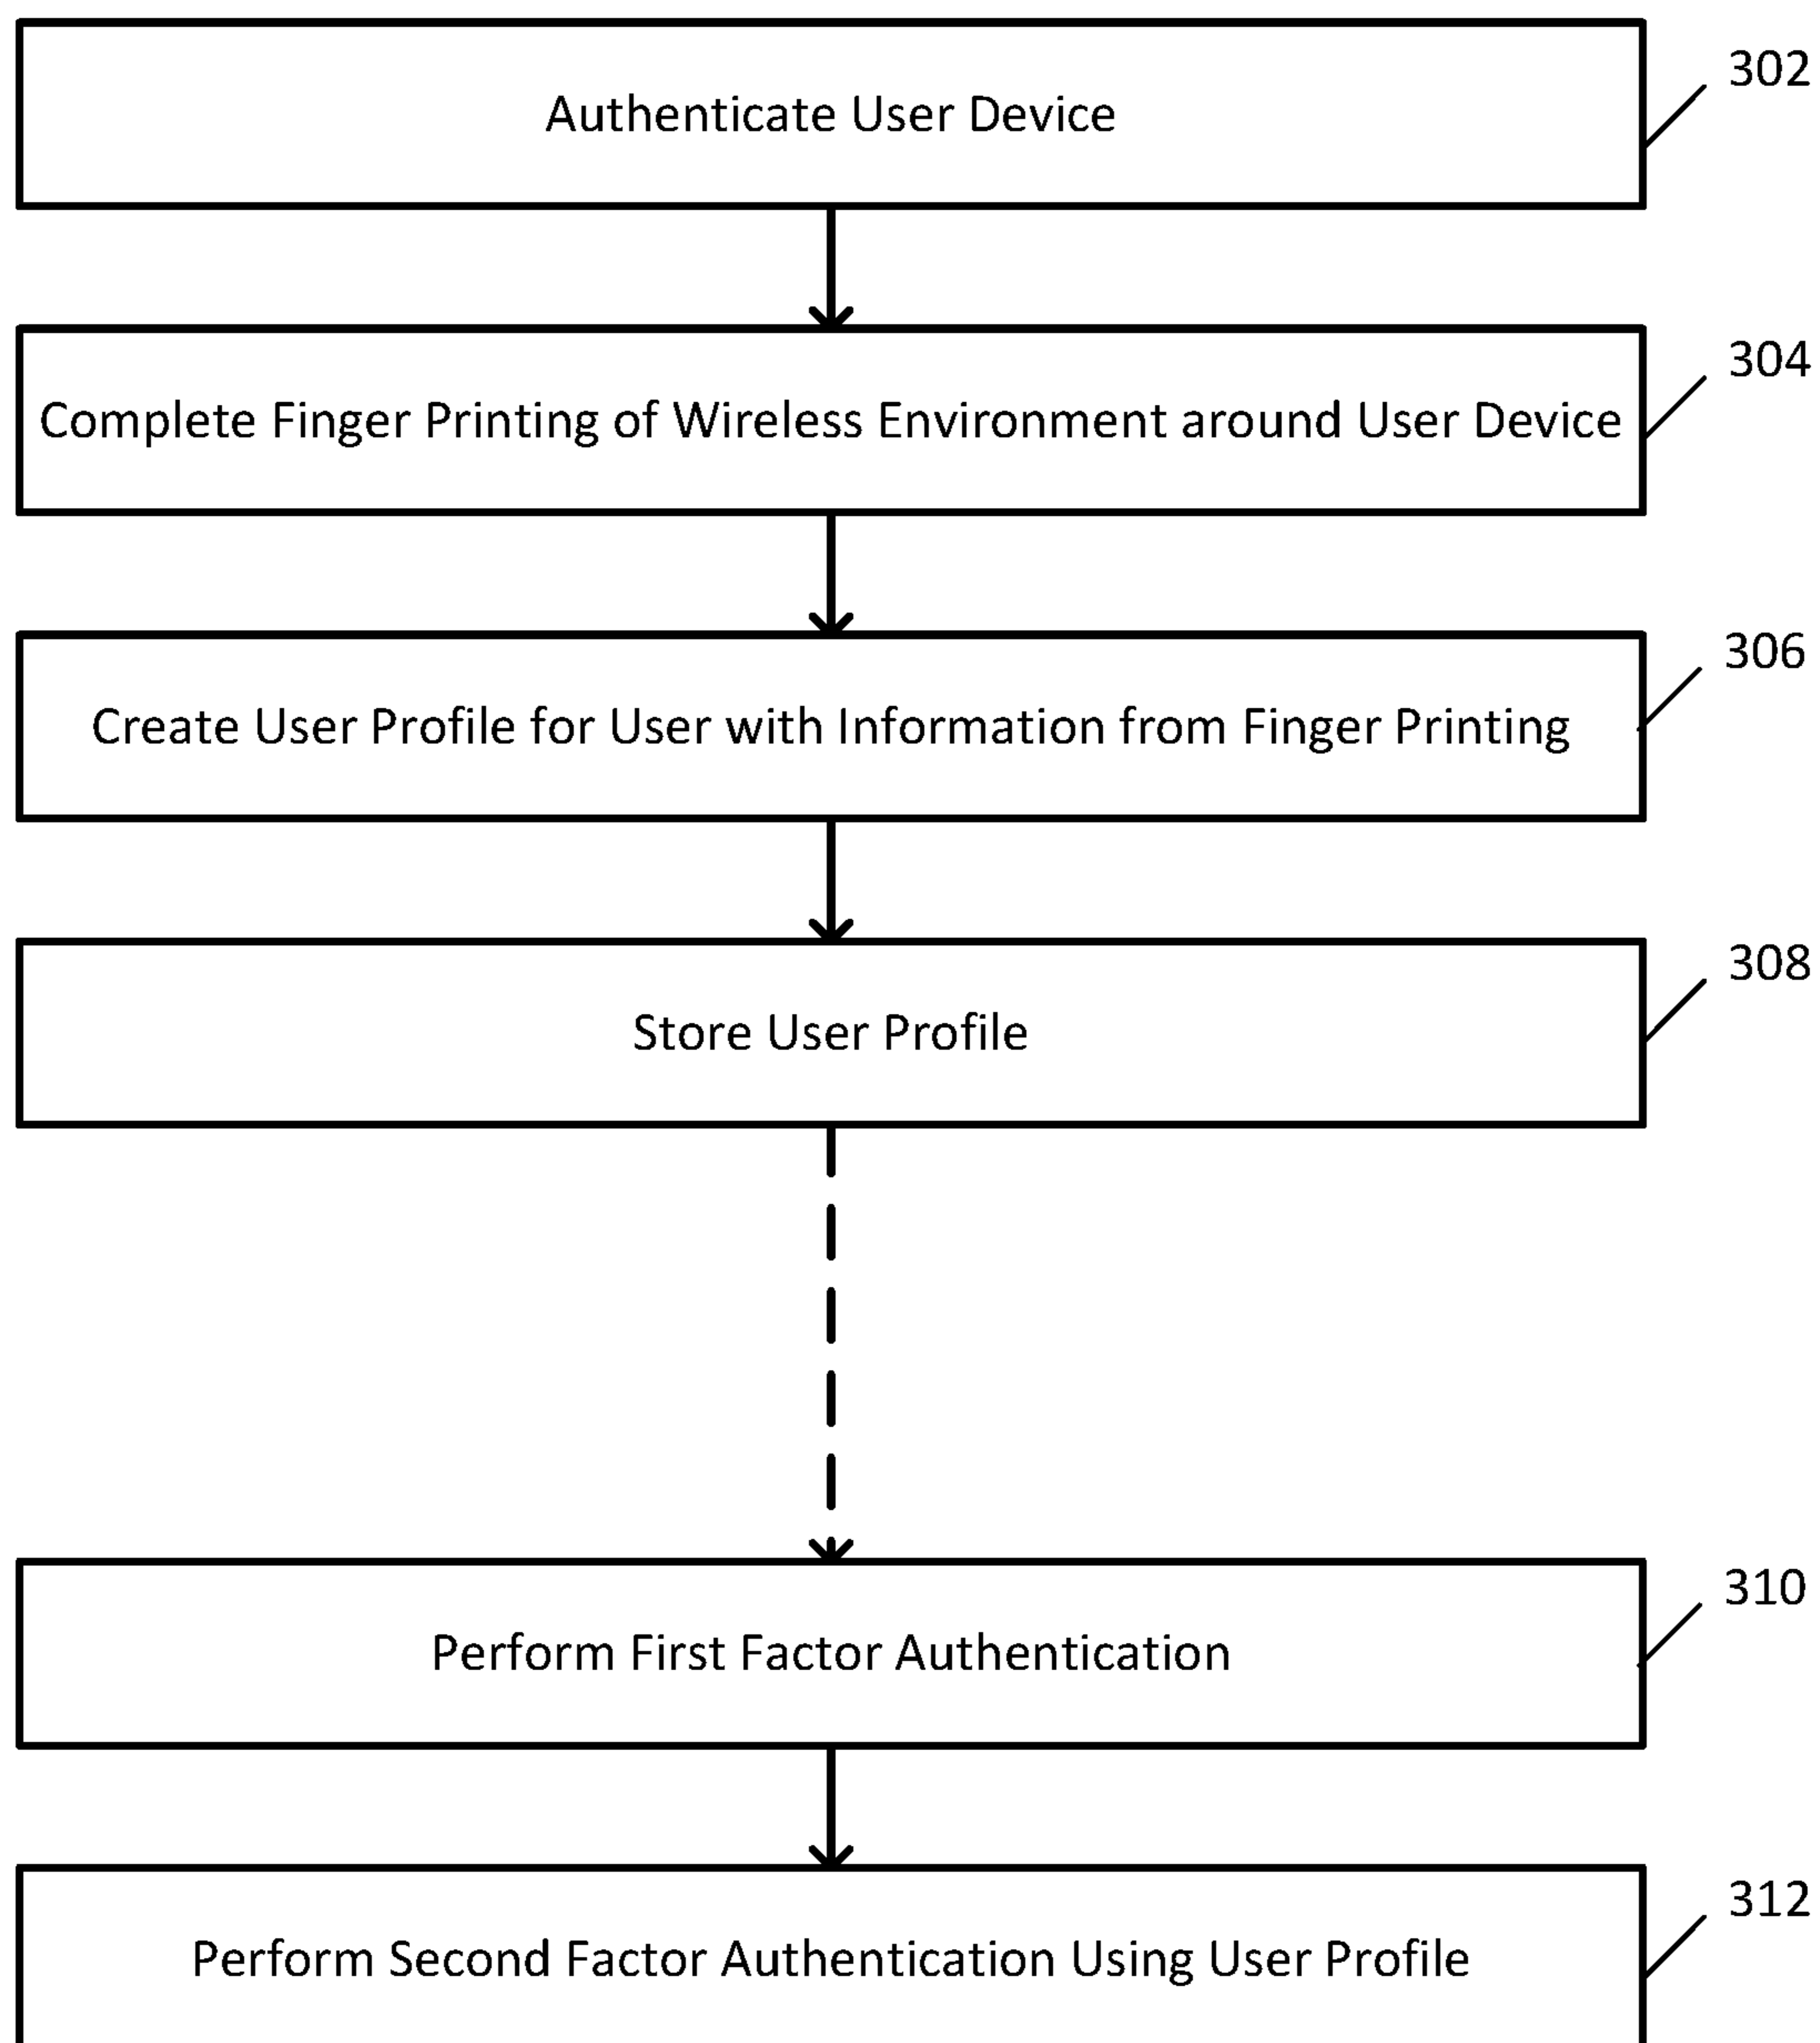 Authenticate User Device
302
Complete Finger Printing of Wireless Environment around User Device
304
Create User Profile for User with Information from Finger Printing
306
Store User Profile
308
Perform First Factor Authentication
310
Perform Second Factor Authentication Using User Profile
312